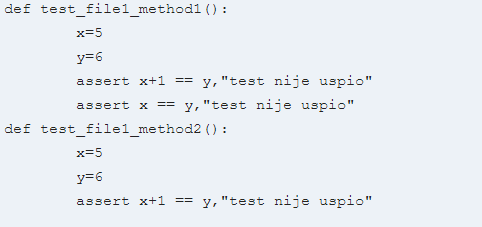 def test_file1_method1():
        x=5
        y=6
        assert x+1 == y,"test nije uspio"
        assert x == y,"test nije uspio"
def test_file1_method2():
        x=5
        y=6
        assert x+1 == y,"test nije uspio"